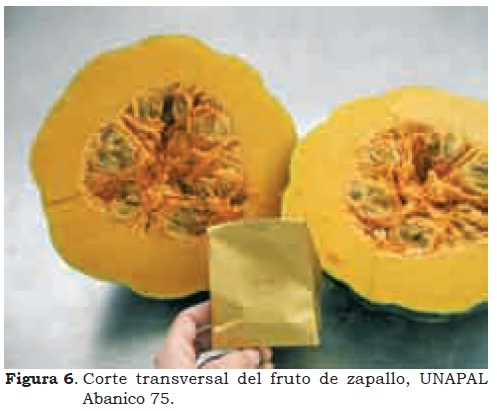 Figura 6. Corte transversal del fruto de zapallo, UNAPAL
Abanico 75.